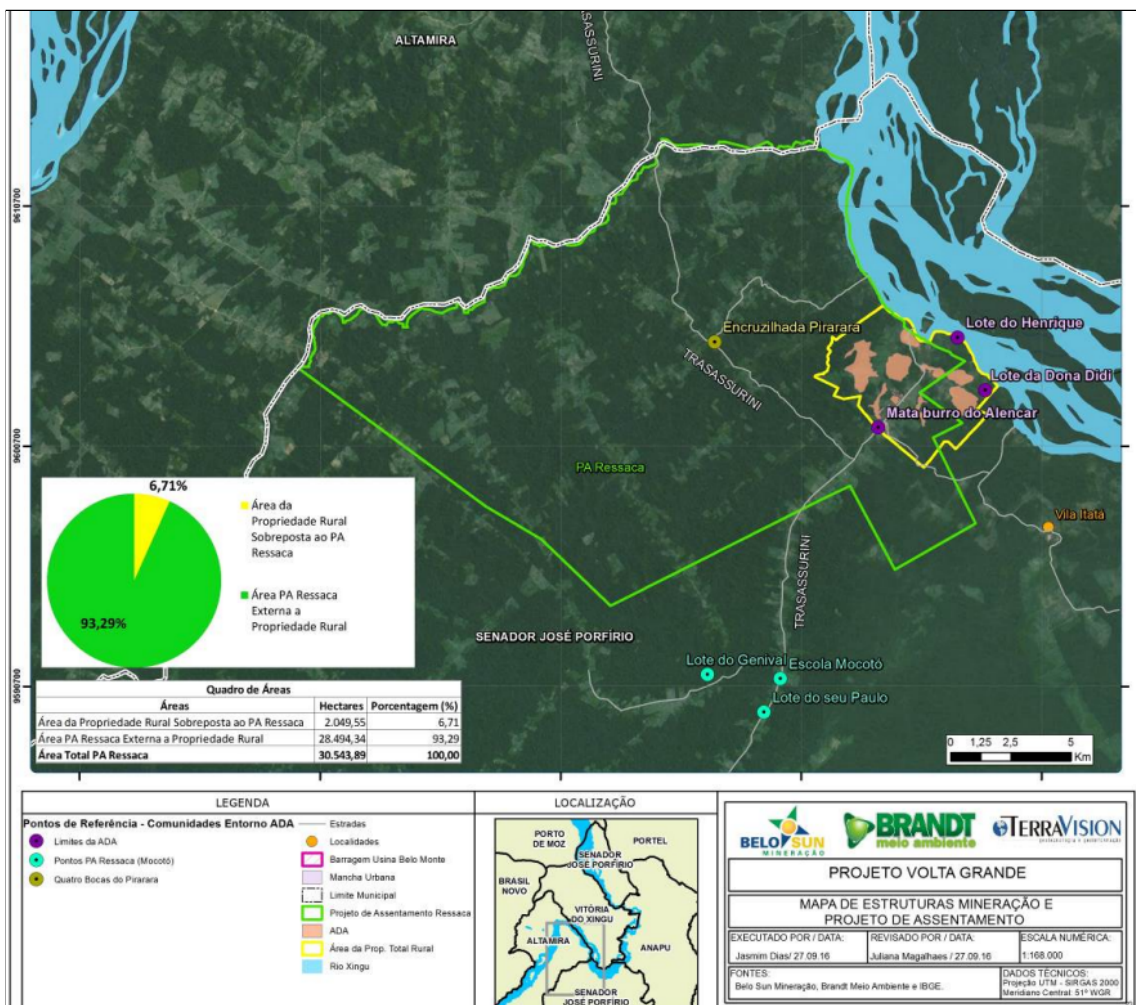 ALTAMIRA
TRASASSURINI
9610700
Encruzilhada Pirarara
Lote do Henrique
TRASASSURINI
Lote da Dona Didi
Mata burro do Alencar
9600700
PA Ressaca
6,71%
Área da
Propriedade Rural
Sobreposta ao PA
Ressaca
Vila Itatá
93,29%
Área PA Ressaca
Externa a
Propriedade Rural
TRASASSURINI
SENADOR JOSÉ PORFÍRIO
Lote do Genival
Escola Mocotó
9590700
Lote do seu Paulo
Quadro de Áreas
Áreas Hectares Porcentagem (%)
Área da Propriedade Rural Sobreposta ao PA Ressaca 2.049,55 6,71
Área PA Ressaca Externa a Propriedade Rural 28.494,34 93,29
Área Total PA Ressaca 30.543,89 100,00
0 1,25 2,5 5
Km
LEGENDA
Pontos de Referência - Comunidades Entorno ADA
Limites da ADA
Pontos PA Ressaca (Mocotó)
Quatro Bocas do Pirarara
Estradas
Localidades
Barragem Usina Belo Monte
Mancha Urbana
Limite Municipal
Projeto de Assentamento Ressaca
ADA
Área da Prop. Total Rural
Rio Xingu
LOCALIZAÇÃO
PORTO
DE MOZ
PORTEL
SENADOR
JOSÉ PORFÍRIO
BRASIL
NOVO
VITÓRIA
DO XINGU
ALTAMIRA
ANAPU
SENADOR
JOSÉ PORFÍRIO
BELO SUN
MINERAÇÃO
BRANDT
meio ambiente
TERRAVISION
PROJETO VOLTA GRANDE
MAPA DE ESTRUTURAS MINERAÇÃO E
PROJETO DE ASSENTAMENTO
EXECUTADO POR / DATA:
Jasmim Dias/ 27.09.16
REVISADO POR / DATA:
Juliana Magalhaes / 27.09.16
ESCALA NUMÉRICA:
1:168.000
FONTES:
Belo Sun Mineração, Brandt Meio Ambiente e IBGE.
DADOS TÉCNICOS:
Projeção UTM - SIRGAS 2000
Meridiano Central: 51º WGR